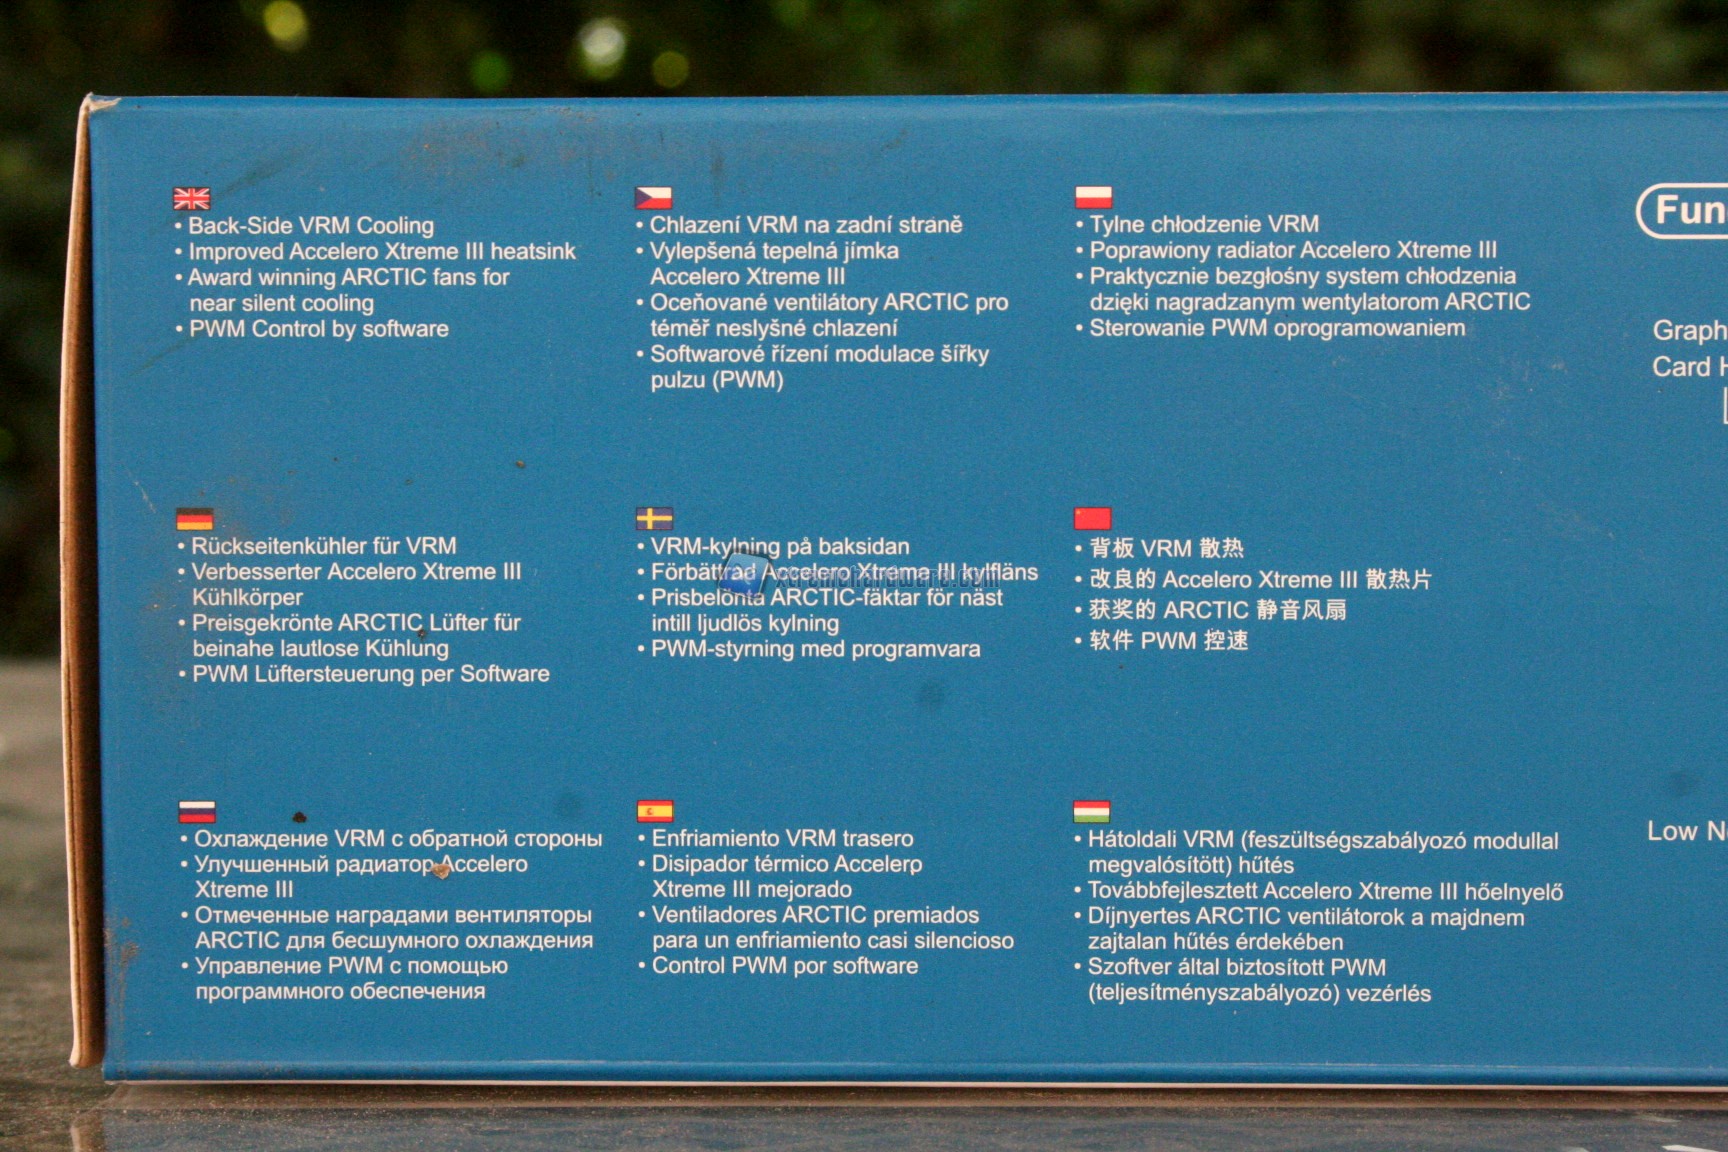 • Back-Side VRM Cooling
• Improved Accelero Xtreme III heatsink
• Award winning ARCTIC fans for
near silent cooling
• PWM Control by software
• Chlazení VRM na zadní straně
• Vylepšená tepelná jímka
Accelero Xtreme III
• Oceňované ventilátory ARCTIC pro
téměř neslyšné chlazení
• Softwarové řízení modulace šířky
pulzu (PWM)
• Tylne chłodzenie VRM
• Poprawiony radiator Accelero Xtreme III
• Praktycznie bezgłośny system chłodzenia
dzięki nagradzanym wentylatorom ARCTIC
• Sterowanie PWM oprogramowaniem
• Rückseitenkühler für VRM
• Verbesserter Accelero Xtreme III
Kühlkörper
• Preisgekrönte ARCTIC Lüfter für
beinahe lautlose Kühlung
• PWM Lüftersteuerung per Software
• VRM-kylning på baksidan
• Accelero Xtreme III kylfläns
• Prisbelönta ARCTIC-fäktar för näst
intill ljudlös kylning
• PWM-styrning med programvara
xtremehardware.com
• 背板 VRM 散热
• 改良的 Accelero Xtreme III 散热片
• 获奖的 ARCTIC 静音风扇
• 软件 PWM 控速
• Охлаждение VRM с обратной стороны
• Улучшенный радиатор Accelero
Xtreme III
• Отмеченные наградами вентиляторы
ARCTIC для бесшумного охлаждения
• Управление PWM с помощью
программного обеспечения
• Enfriamiento VRM trasero
• Disipador térmico Accelero
Xtreme III mejorado
• Ventiladores ARCTIC premiados
para un enfriamiento casi silencioso
• Control PWM por software
• Hátoldali VRM (feszültségszabályozó modullal
megvalósított) hűtés
• Továbbfejlesztett Accelero Xtreme III hőelnyelő
• Díjnyertes ARCTIC ventilátorok a majdnem
zajtalan hűtés érdekében
• Szoftver által biztosított PWM
(teljesítményszabályozó) vezérlés
Fun
Graph
Card H
Low N